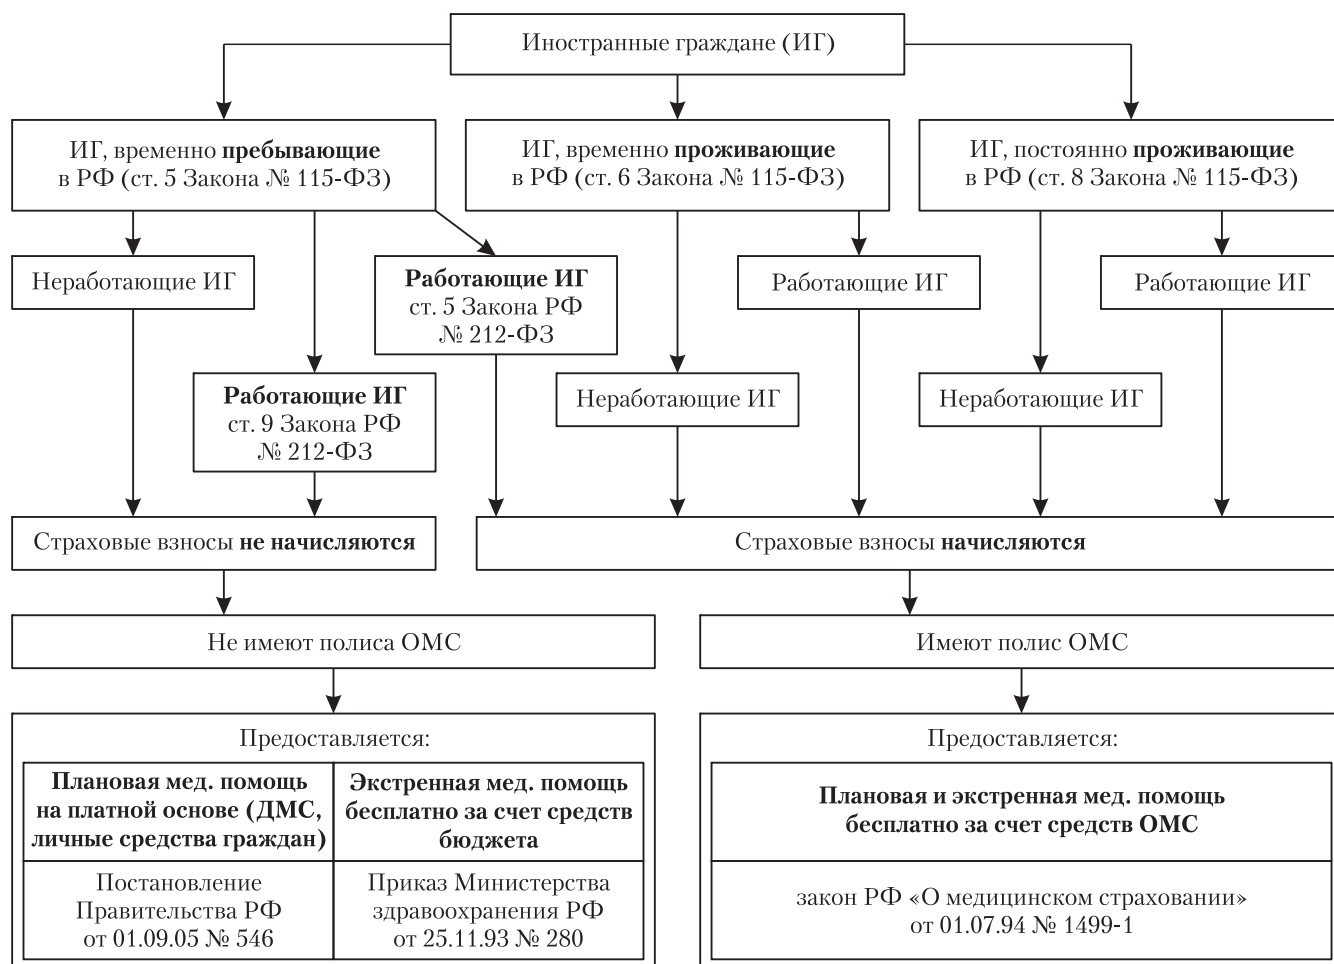 Иностранные граждане (ИГ)
ИГ, временно пребывающие
в РФ (ст. 5 Закона № 115-ФЗ)
ИГ, временно проживающие
в РФ (ст. 6 Закона № 115-ФЗ)
ИГ, постоянно проживающие
в РФ (ст. 8 Закона № 115-ФЗ)
Неработающие ИГ
Работающие ИГ
ст. 5 Закона РФ
№ 212-ФЗ
Работающие ИГ
Работающие ИГ
Работающие ИГ
ст. 9 Закона РФ
№ 212-ФЗ
Неработающие ИГ
Неработающие ИГ
Страховые взносы не начисляются
Страховые взносы начисляются
Не имеют полиса ОМС
Имеют полис ОМС
Предоставляется:
Плановая мед. помощь
на платной основе (ДМС,
личные средства граждан)
Экстренная мед. помощь
бесплатно за счет средств
бюджета
Постановление
Правительства РФ
от 01.09.05 № 546
Приказ Министерства
здравоохранения РФ
от 25.11.93 № 280
Предоставляется:
Плановая и экстренная мед. помощь
бесплатно за счет средств ОМС
закон РФ «О медицинском страховании»
от 01.07.94 № 1499-1